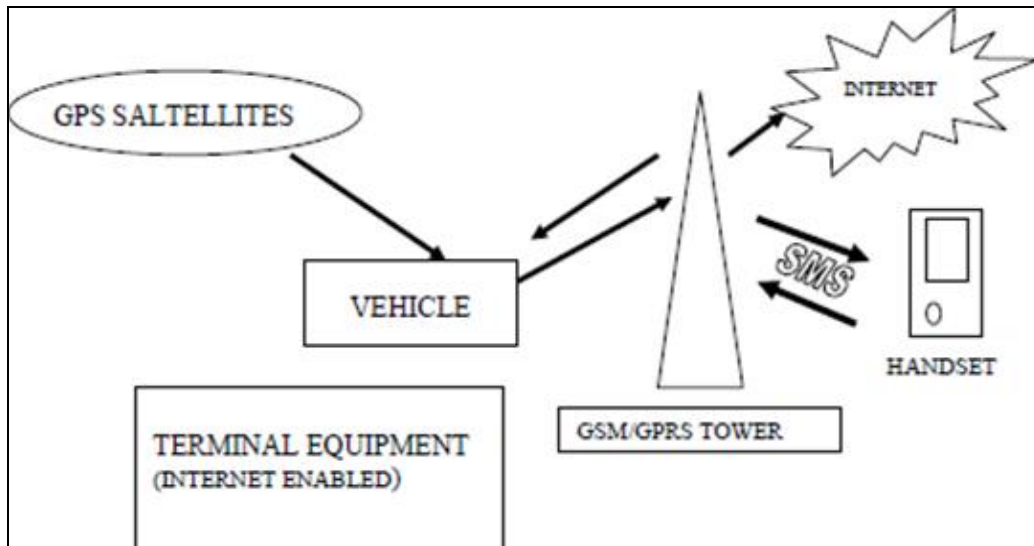 GPS SALTELLITES
INTERNET
VEHICLE
SMS
HANDSET
GSM/GPRS TOWER
TERMINAL EQUIPMENT
(INTERNET ENABLED)